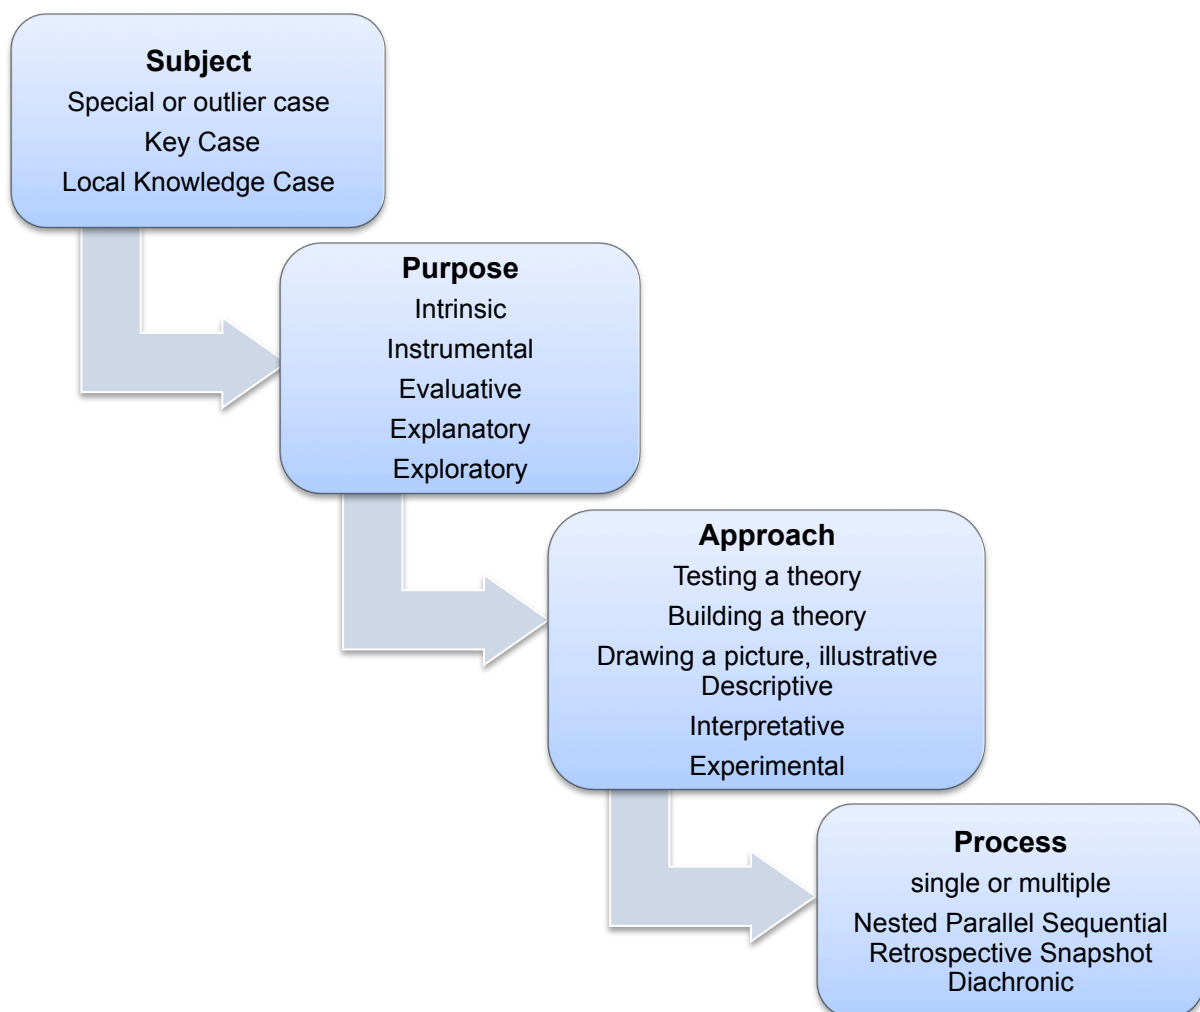 Subject
Special or outlier case
Key Case
Local Knowledge Case
Purpose
Intrinsic
Instrumental
Evaluative
Explanatory
Exploratory
Approach
Testing a theory
Building a theory
Drawing a picture, illustrative
Descriptive
Interpretative
Experimental
Process
single or multiple
Nested Parallel Sequential
Retrospective Snapshot
Diachronic